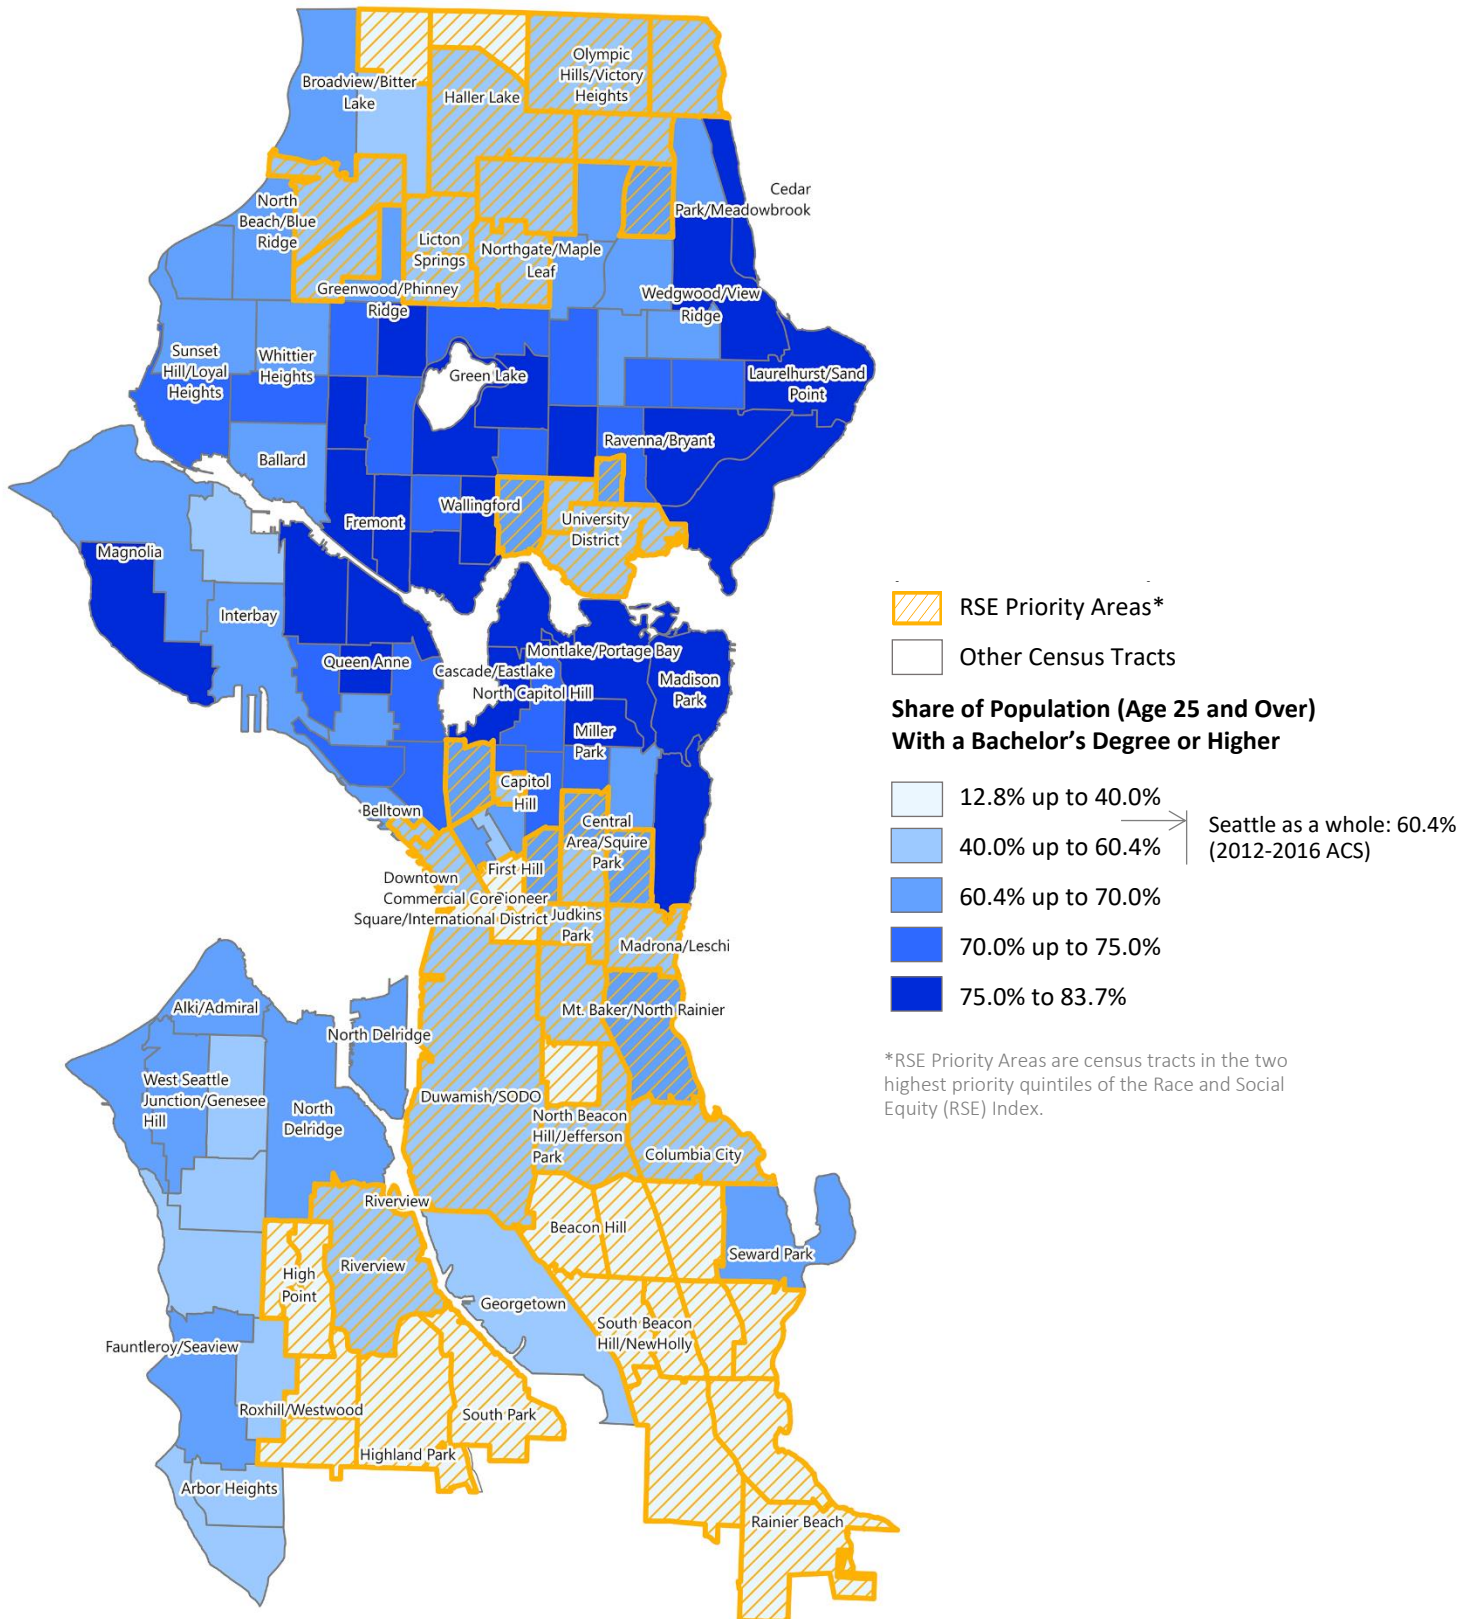 Olympic
Hills/Victory
Heights
Broadview/Bitter
Lake
Haller Lake
Cedar
Park/Meadowbrook
North
Beach/Blue
Ridge
Licton
Springs
Northgate/Maple
Leaf
Greenwood/Phinney
Ridge
Wedgwood/View
Ridge
Sunset
Hill/Loyal
Heights
Whittier
Heights
Green Lake
Laurelhurst/Sand
Point
Ravenna/Bryant
Ballard
Wallingford
Fremont
University
District
Magnolia
Interbay
Queen Anne
Montlake/Portage Bay
Cascade/Eastlake
North Capitol Hill
Madison
Park
Miller
Park
Capitol
Hill
Belltown
Central
Area/Squire
Park
First Hill
Downtown
Commercial Core
Pioneer
Square/International District
Judkins
Park
Madrona/Leschi
Alki/Admiral
North Delridge
Mt. Baker/North Rainier
West Seattle
Junction/Genesee
Hill
North
Delridge
Duwamish/SODO
North Beacon
Hill/Jefferson
Park
Columbia City
Riverview
Beacon Hill
Seward Park
Riverview
High
Point
Georgetown
South Beacon
Hill/NewHolly
Fauntleroy/Seaview
Roxhill/Westwood
South Park
Highland Park
Arbor Heights
Rainier Beach
RSE Priority Areas*
Other Census Tracts
Share of Population (Age 25 and Over)
With a Bachelor’s Degree or Higher
12.8% up to 40.0%
40.0% up to 60.4%
60.4% up to 70.0%
70.0% up to 75.0%
75.0% to 83.7%
Seattle as a whole: 60.4%
(2012-2016 ACS)
*RSE Priority Areas are census tracts in the two
highest priority quintiles of the Race and Social
Equity (RSE) Index.